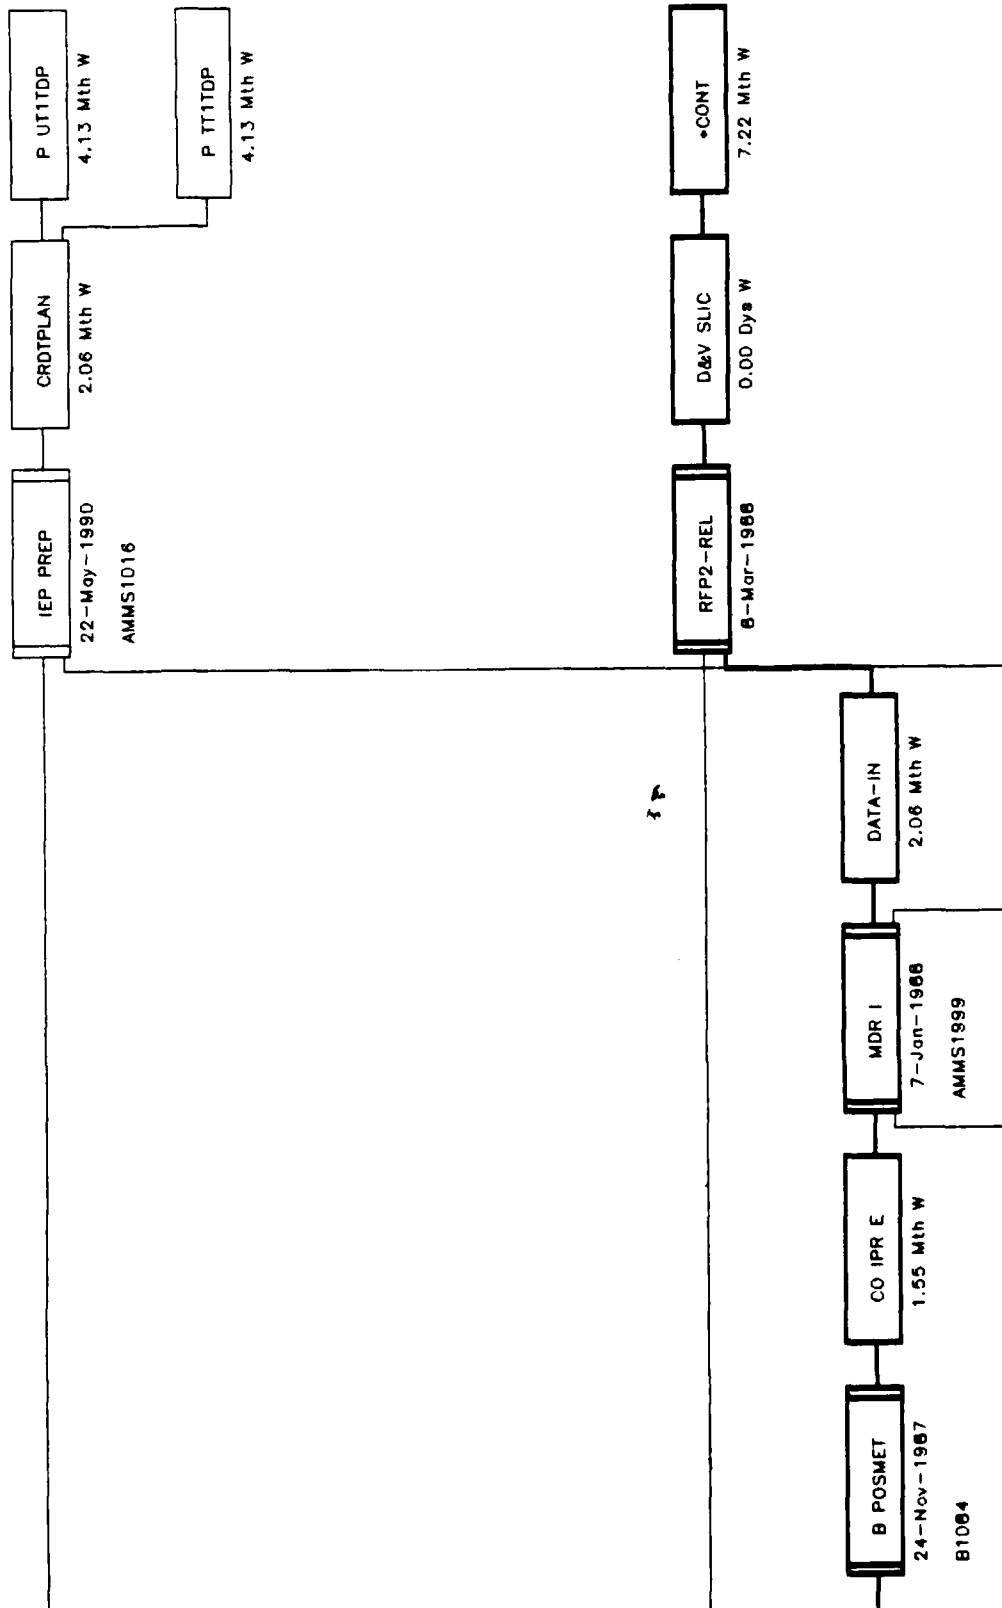 IEP PREP
22-May-1990
AMMS1016
CRDTPLAN
2.06 Mth W
P UT1TDP
4.13 Mth W
P TT1TDP
4.13 Mth W
RFP2-REL
8-Mar-1988
D&V SLIC
0.00 Dys W
+CONT
7.22 Mth W
B POSMET
24-Nov-1987
B1084
CO IPR E
1.55 Mth W
MDR I
7-Jan-1988
AMMS1999
DATA-IN
2.06 Mth W